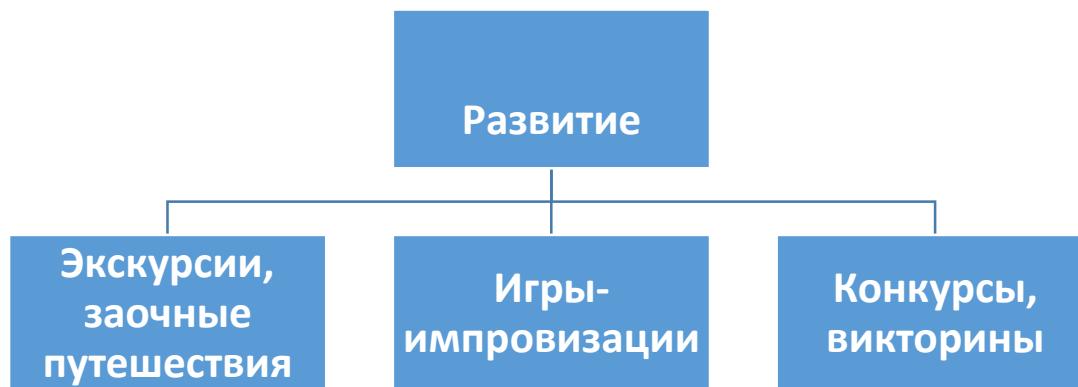 Развитие
Экскурсии,
заочные
путешествия
Игры-
импровизации
Конкурсы,
викторины